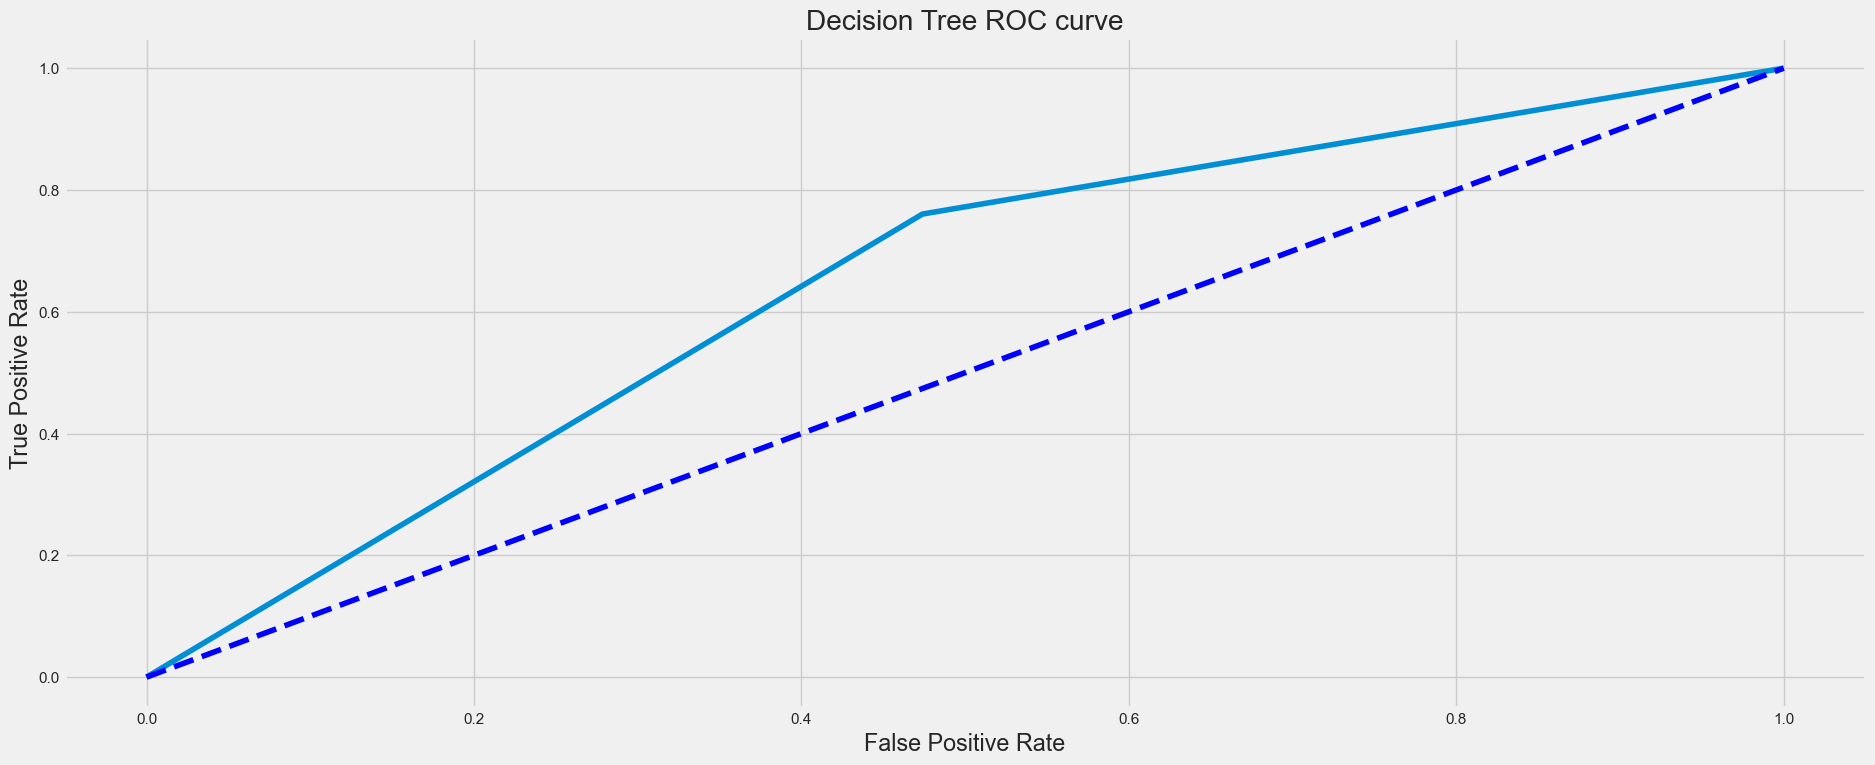 Decision Tree ROC curve
True Positive Rate
1.0
0.8
0.6
0.4
0.2
0.0
0.0 0.2 0.4 0.6 0.8 1.0
False Positive Rate